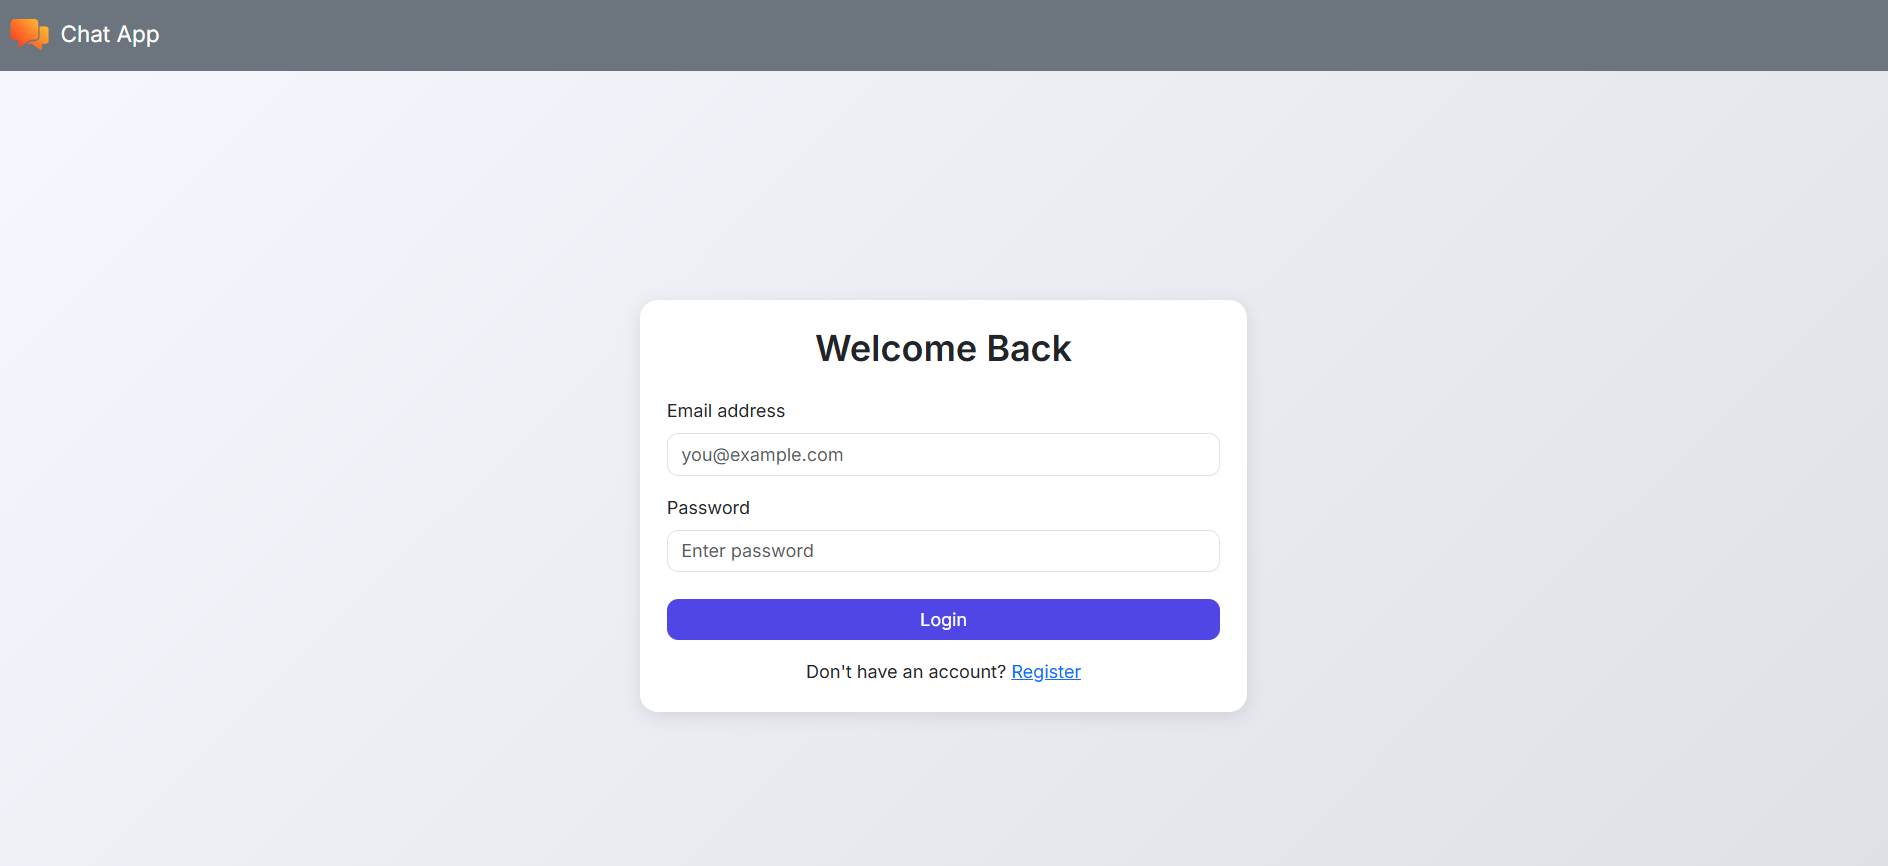 Chat App
Welcome Back
Email address
you@example.com
Password
Enter password
Login
Don't have an account? Register